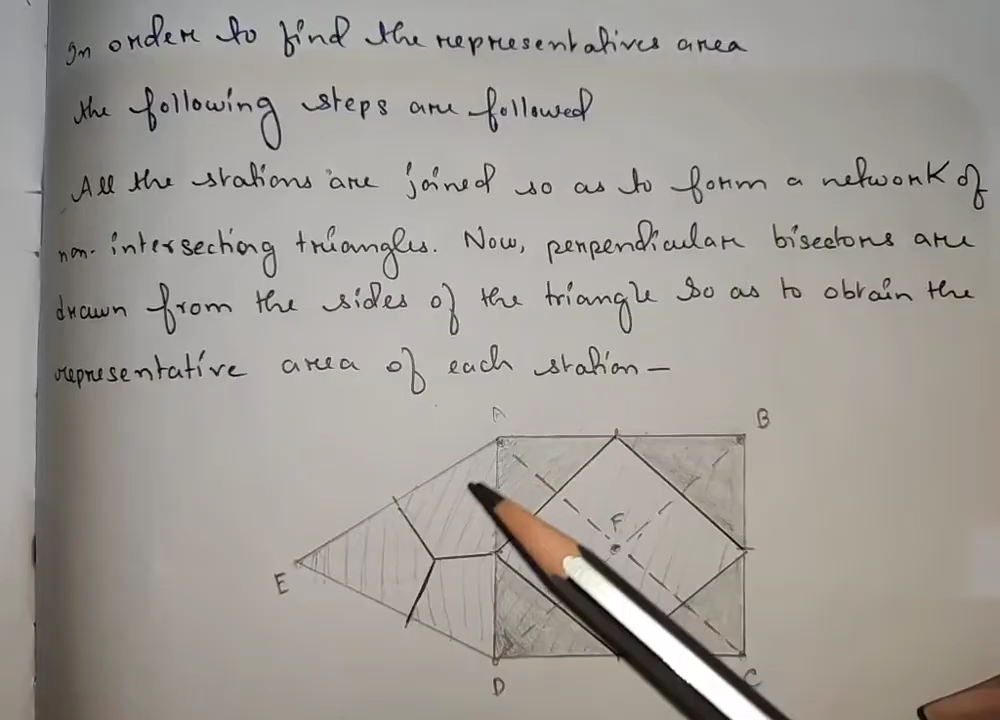 In order to find the representatives area
the following steps are followed
All the stations are joined so as to form a network of
non-intersecting triangles. Now, perpendicular bisectors are
drawn from the sides of the triangle so as to obtain the
representative area of each station —
A B
F
E
D C